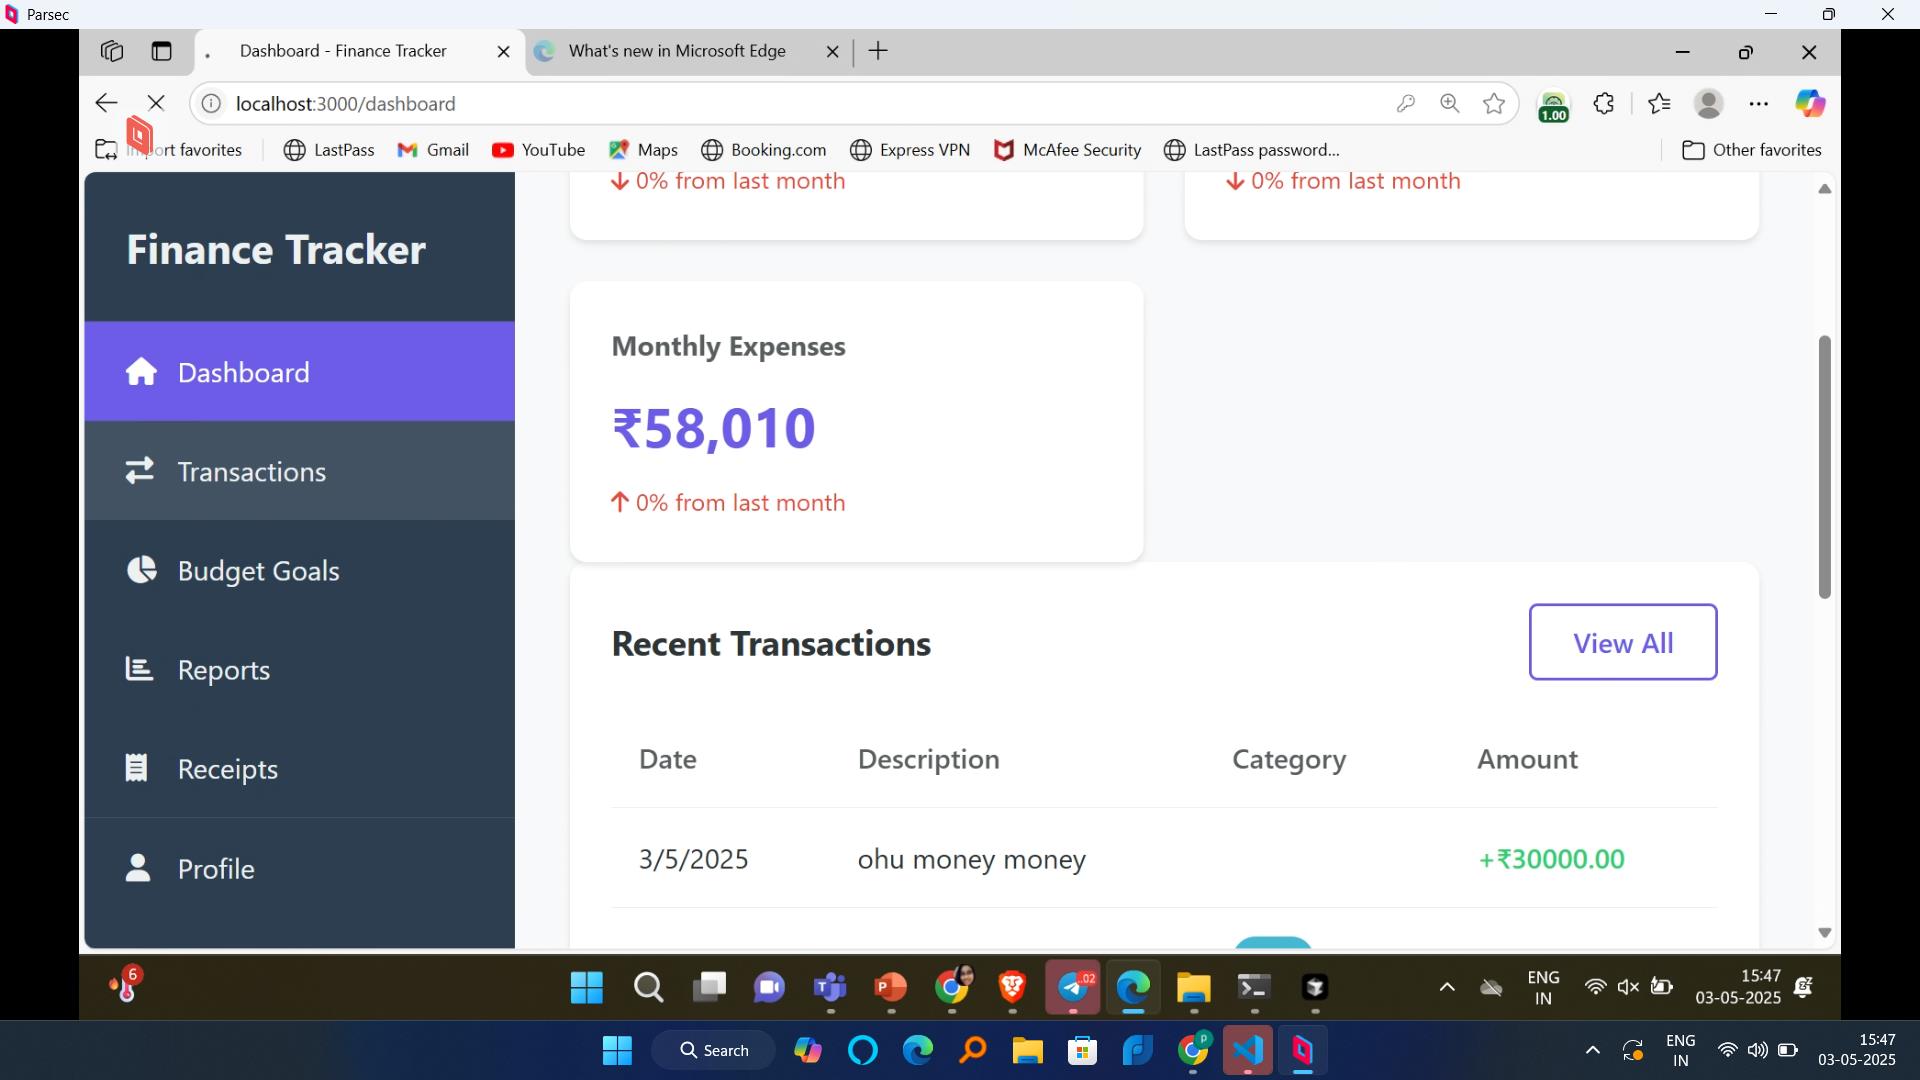 Parsec
Dashboard - Finance Tracker
What's new in Microsoft Edge
localhost:3000/dashboard
1.00
Import favorites
LastPass
Gmail
YouTube
Maps
Booking.com
Express VPN
McAfee Security
LastPass password...
Other favorites
Finance Tracker
Dashboard
Transactions
Budget Goals
Reports
Receipts
Profile
0% from last month
0% from last month
Monthly Expenses
₹58,010
0% from last month
Recent Transactions
View All
Date Description Category Amount
3/5/2025 ohu money money +₹30000.00
6
02
ENG
IN
15:47
03-05-2025
Search
ENG
IN
15:47
03-05-2025